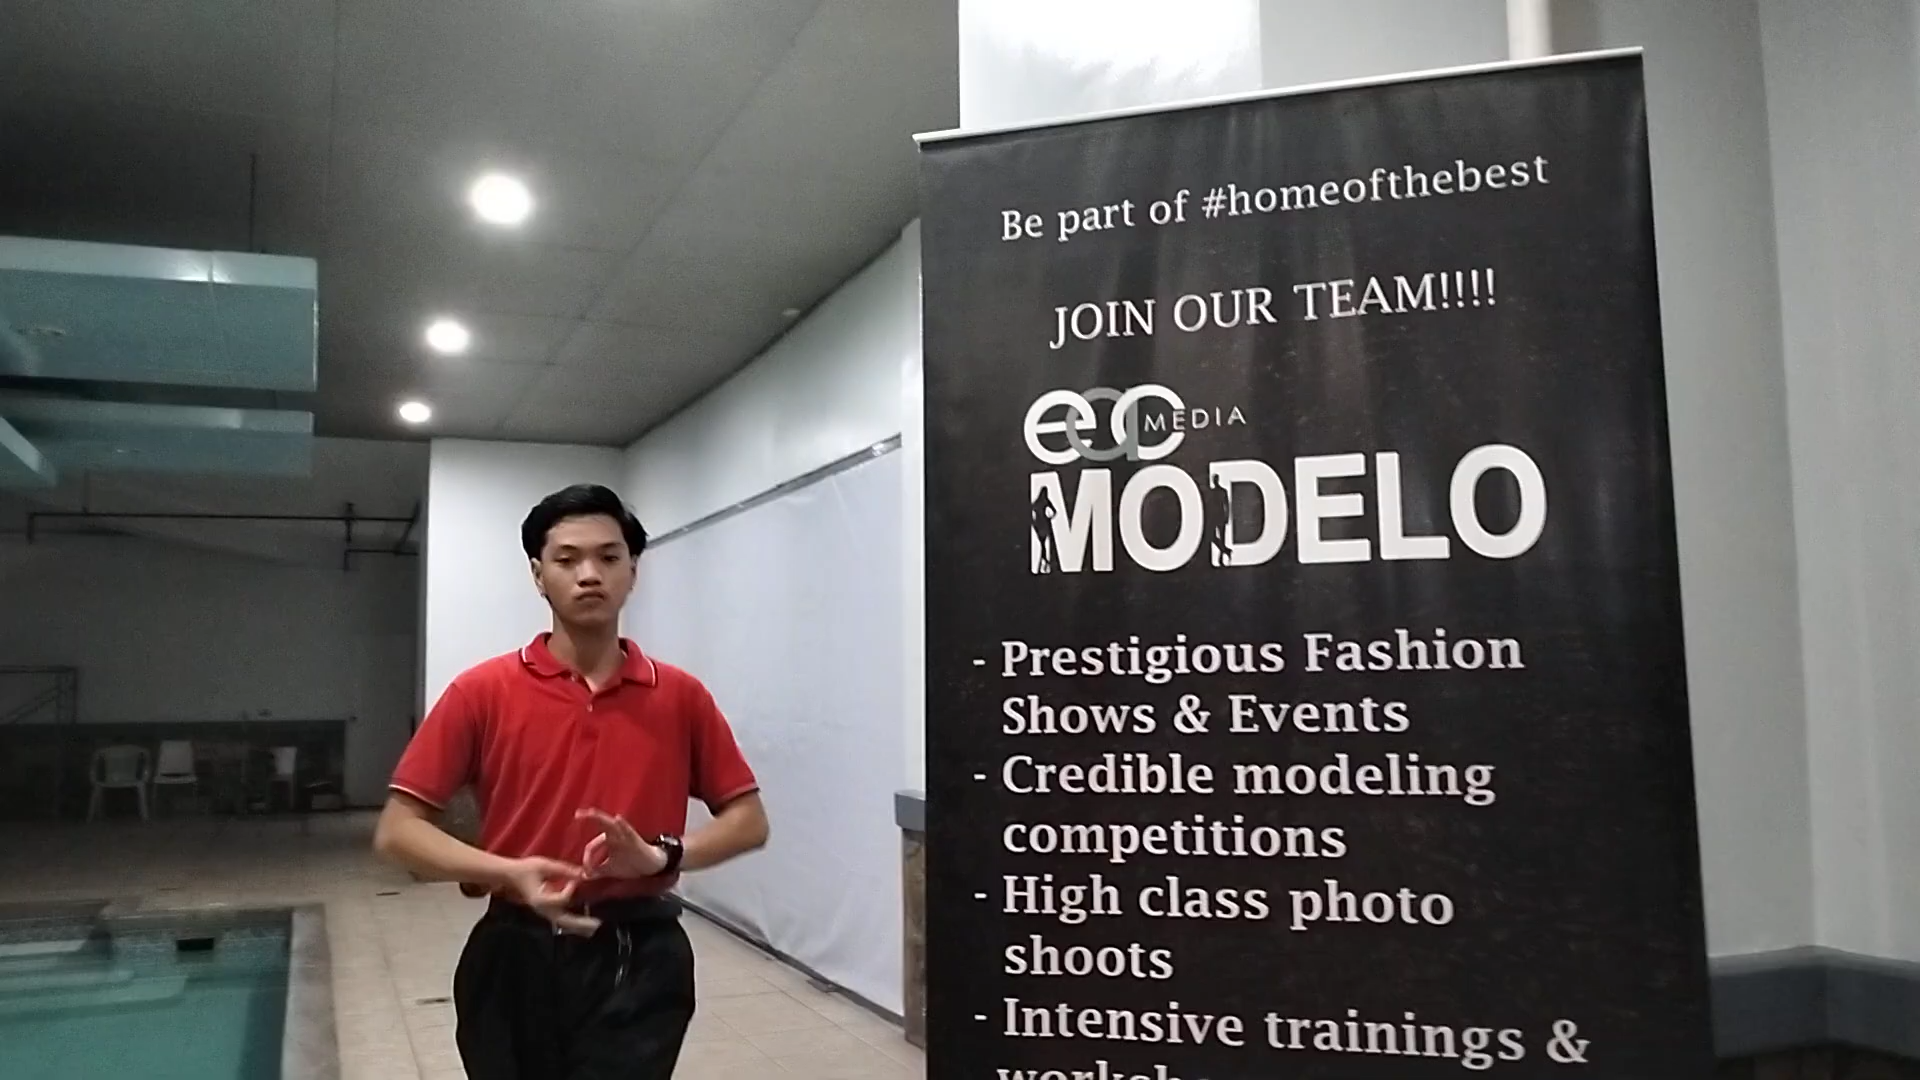 Be part of #homeofthebest
JOIN OUR TEAM!!!!
eac MEDIA
MODELO
- Prestigious Fashion
Shows & Events
- Credible modeling
competitions
- High class photo
shoots
- Intensive trainings &